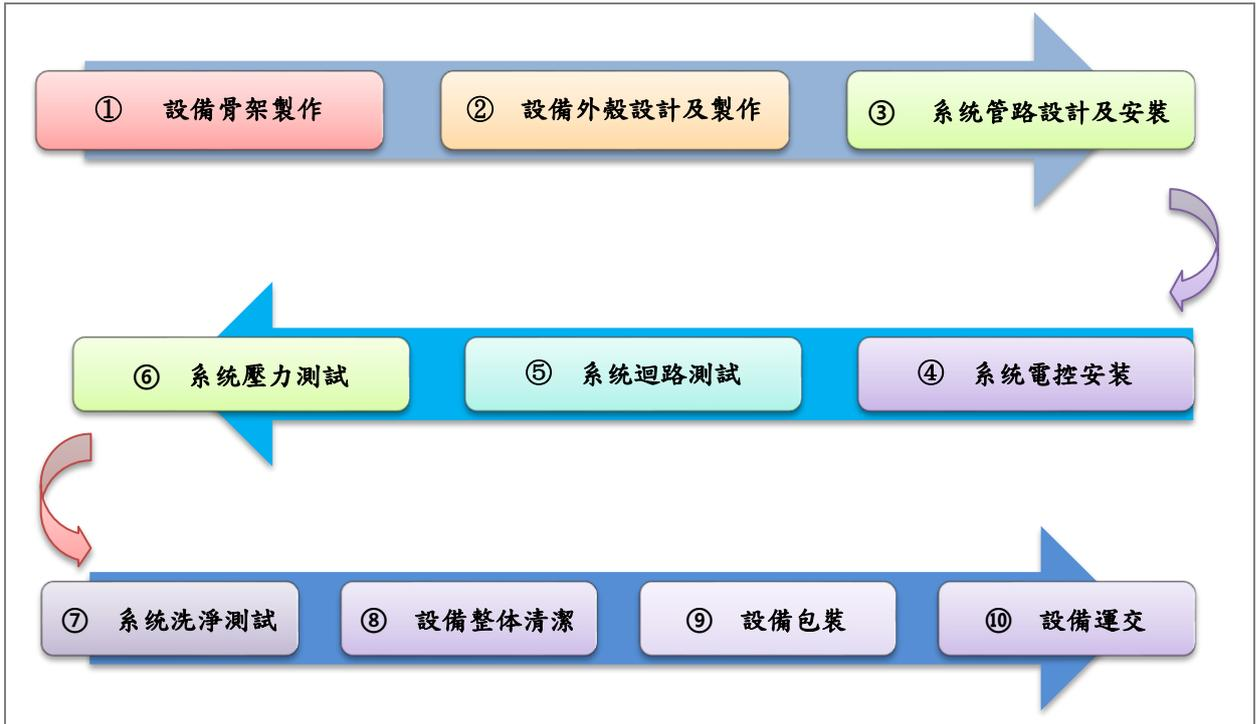 ① 設備骨架製作
② 設備外殼設計及製作
③ 系统管路設計及安裝
④ 系统電控安装
⑤ 系统迴路測試
⑥ 系统壓力測試
⑦ 系统洗淨測試
⑧ 設備整体清潔
⑨ 設備包裝
⑩ 設備運交